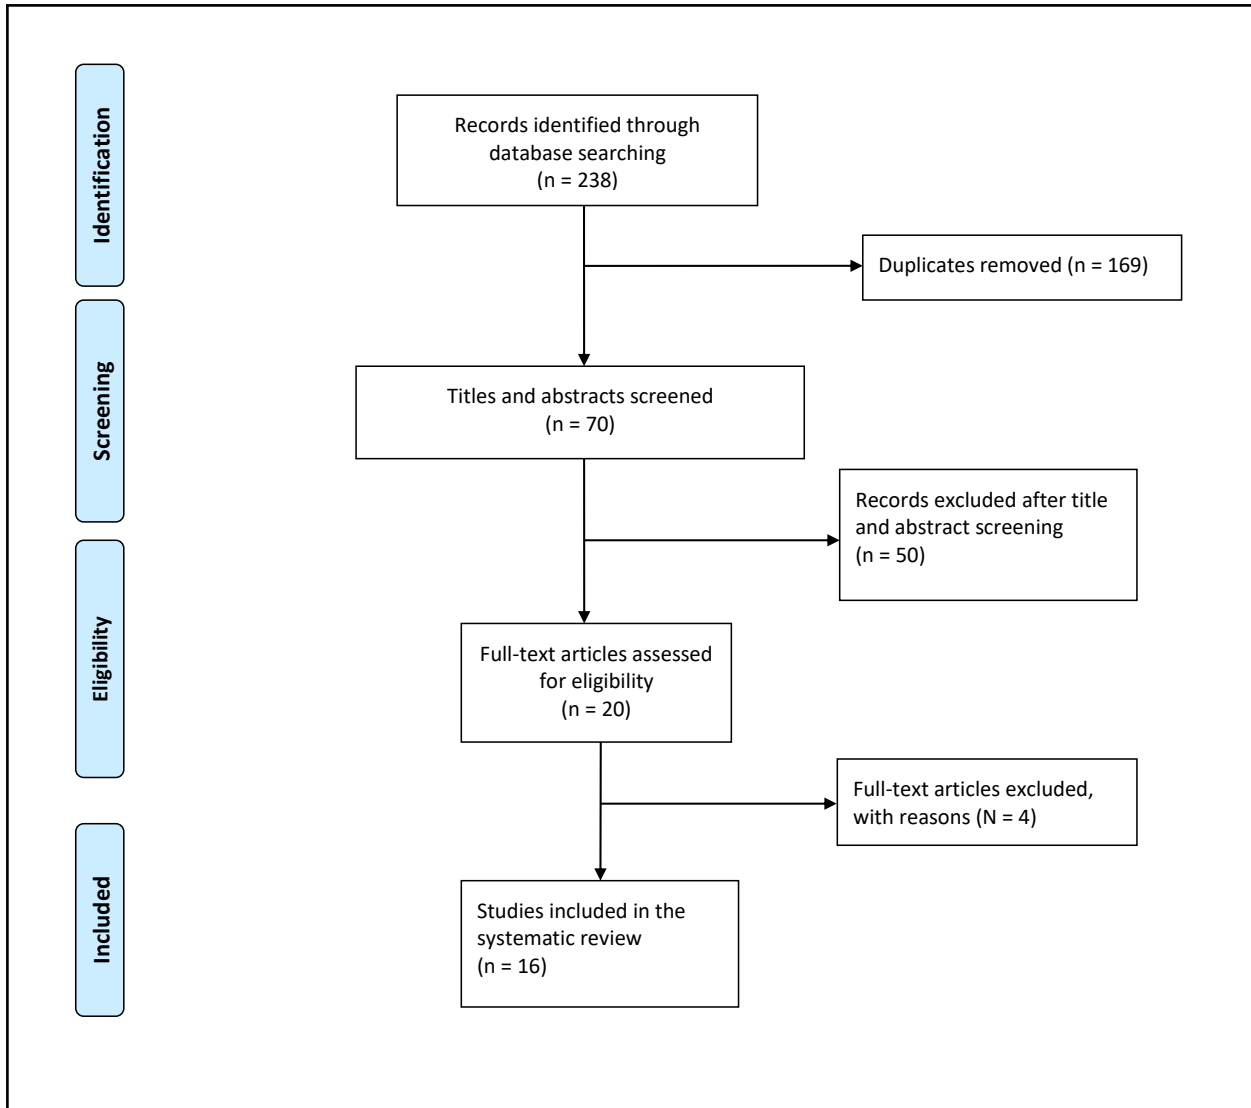 Identification
Records identified through
database searching
(n = 238)
Duplicates removed (n = 169)
Screening
Titles and abstracts screened
(n = 70)
Records excluded after title
and abstract screening
(n = 50)
Eligibility
Full-text articles assessed
for eligibility
(n = 20)
Full-text articles excluded,
with reasons (N = 4)
Included
Studies included in the
systematic review
(n = 16)